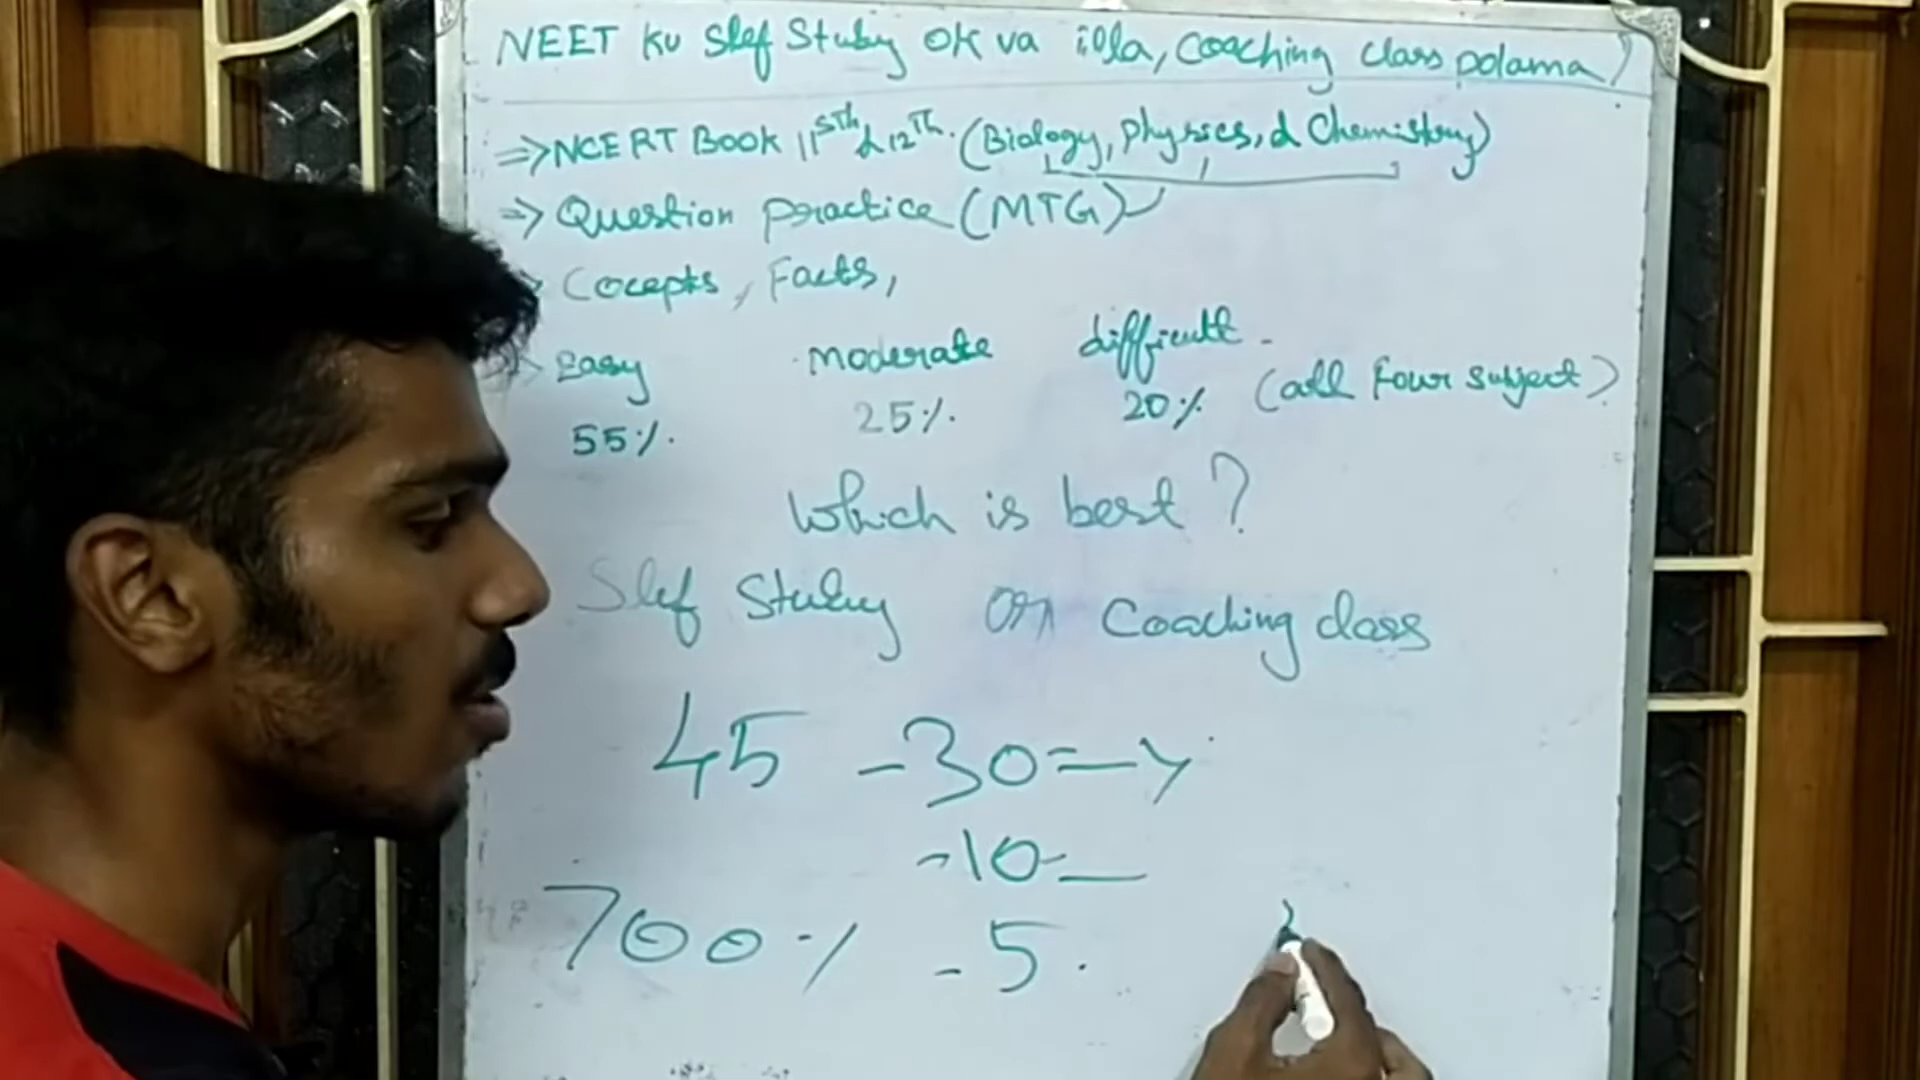 NEET KU Slef Study OK va illa, Coaching class polama?
=> NCERT BOOK 11sth & 12Th. (Biology, physics, & Chemistry)
=> Question practice (MTG)
Cocepts, Facts,
Easy moderate difficult
55% 25% 20% (all Four Subject)
Which is best?
Slef Study or Coaching class
45 - 30 =
- 10
700% - 5.